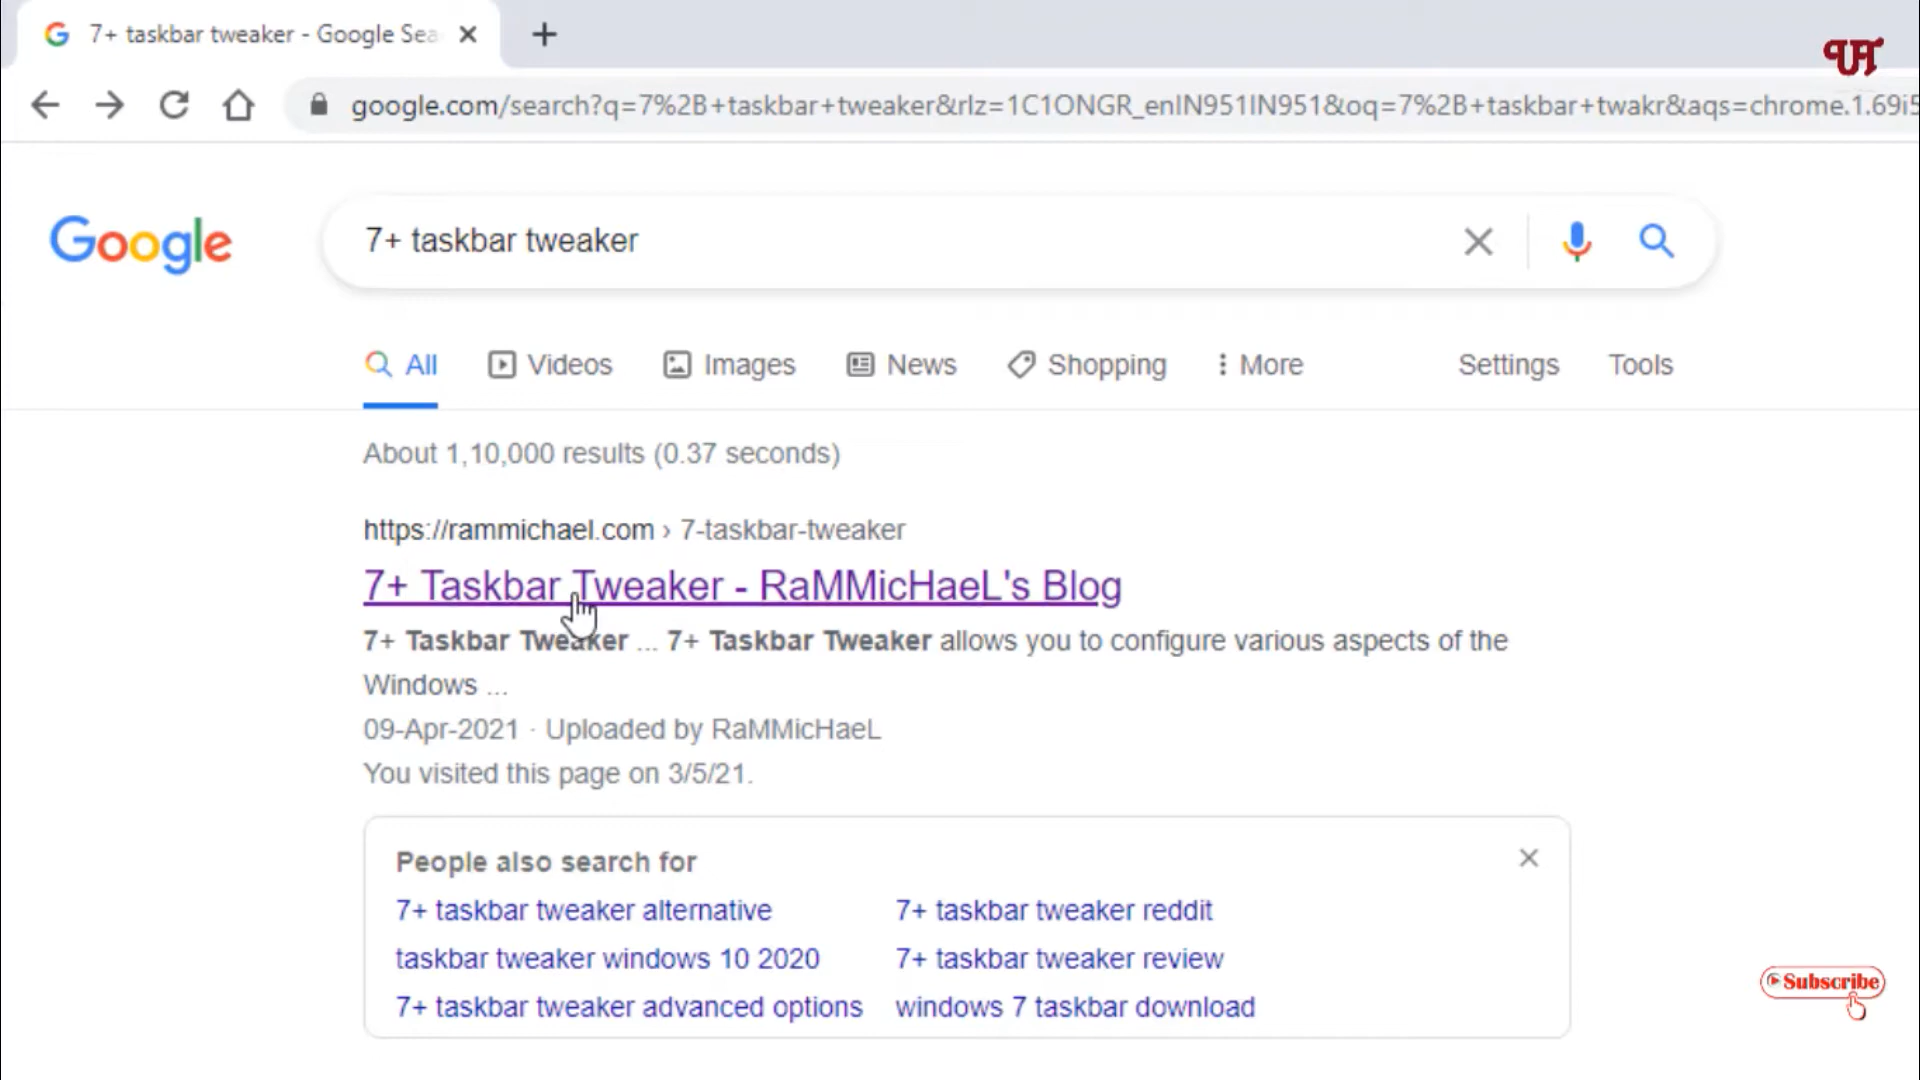 7+ taskbar tweaker - Google Sea
google.com/search?q=7%2B+taskbar+tweaker&rlz=1C1ONGR_enIN951IN951&oq=7%2B+taskbar+twakr&aqs=chrome.1.69i5
Google
7+ taskbar tweaker
All Videos Images News Shopping More Settings Tools
About 1,10,000 results (0.37 seconds)
https://rammichael.com › 7-taskbar-tweaker
7+ Taskbar Tweaker - RaMMicHaeL's Blog
7+ Taskbar Tweaker ... 7+ Taskbar Tweaker allows you to configure various aspects of the
Windows ...
09-Apr-2021 · Uploaded by RaMMicHaeL
You visited this page on 3/5/21.
People also search for
7+ taskbar tweaker alternative 7+ taskbar tweaker reddit
taskbar tweaker windows 10 2020 7+ taskbar tweaker review
7+ taskbar tweaker advanced options windows 7 taskbar download
Subscribe